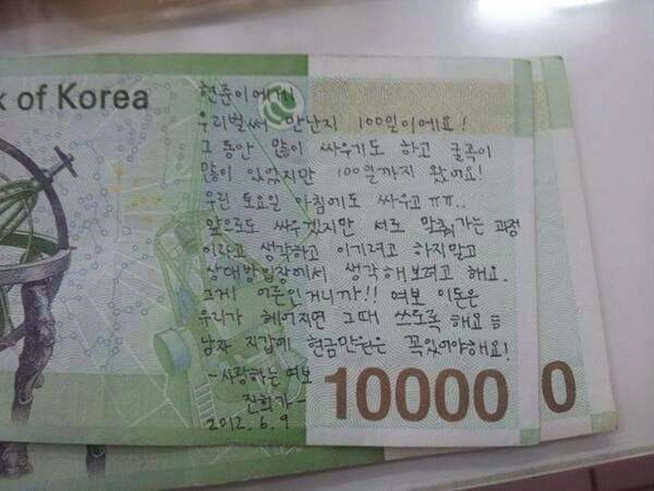 k of Korea
현준이에게
우리벌써 만난지 100일이에요!
그 동안 많이 싸우기도 하고 굴곡이
많이 있었지만 100일까지 왔어요!
우린 토요일 아침에도 싸우고 ㅠㅠ..
앞으로도 싸우겠지만 서로 맞춰가는 과정
이라고 생각하고 이기려고 하지말고
상대방입장에서 생각해보려고 해요.
그게 어른인거니까!! 여보 이돈은
우리가 헤어지면 그때 쓰도록 해요
남자 지갑에 현금만원은 꼭있어야해요!
-사랑하는 여보
진희가-
2012. 6. 9
10000
0